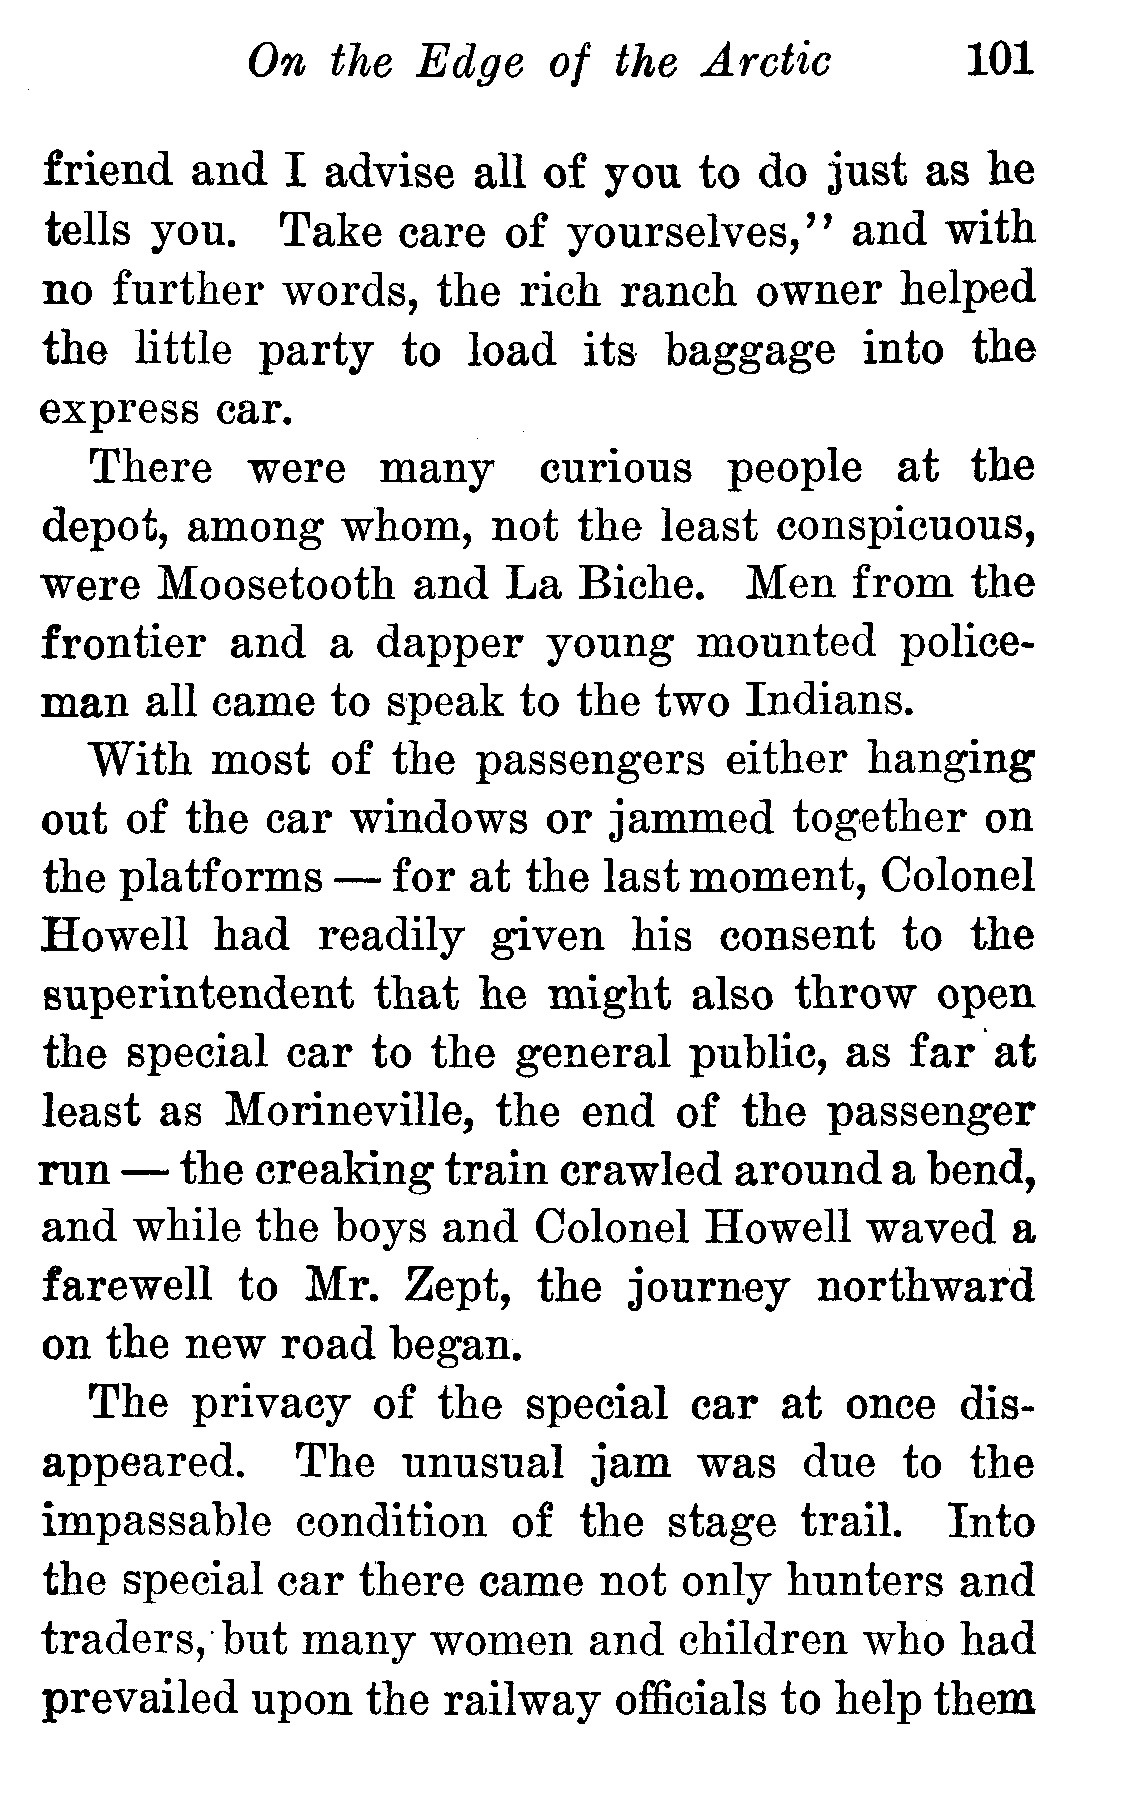 On the Edge of the Arctic 101
friend and I advise all of you to do just as he
tells you. Take care of yourselves,'' and with
no further words, the rich ranch owner helped
the little party to load its baggage into the
express car.
There were many curious people at the
depot, among whom, not the least conspicuous,
were Moosetooth and La Biche. Men from the
frontier and a dapper young mounted police-
man all came to speak to the two Indians.
With most of the passengers either hanging
out of the car windows or jammed together on
the platforms — for at the last moment, Colonel
Howell had readily given his consent to the
superintendent that he might also throw open
the special car to the general public, as far at
least as Morineville, the end of the passenger
run — the creaking train crawled around a bend,
and while the boys and Colonel Howell waved a
farewell to Mr. Zept, the journey northward
on the new road began.
The privacy of the special car at once dis-
appeared. The unusual jam was due to the
impassable condition of the stage trail. Into
the special car there came not only hunters and
traders, but many women and children who had
prevailed upon the railway officials to help them